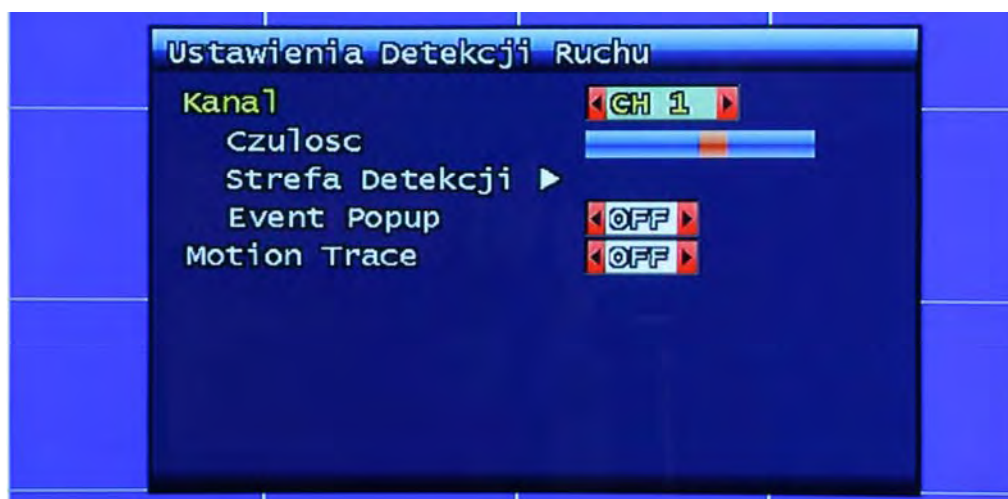 Ustawienia Detekcji Ruchu
Kanal CH 1
Czulosc
Strefa Detekcji
Event Popup OFF
Motion Trace OFF